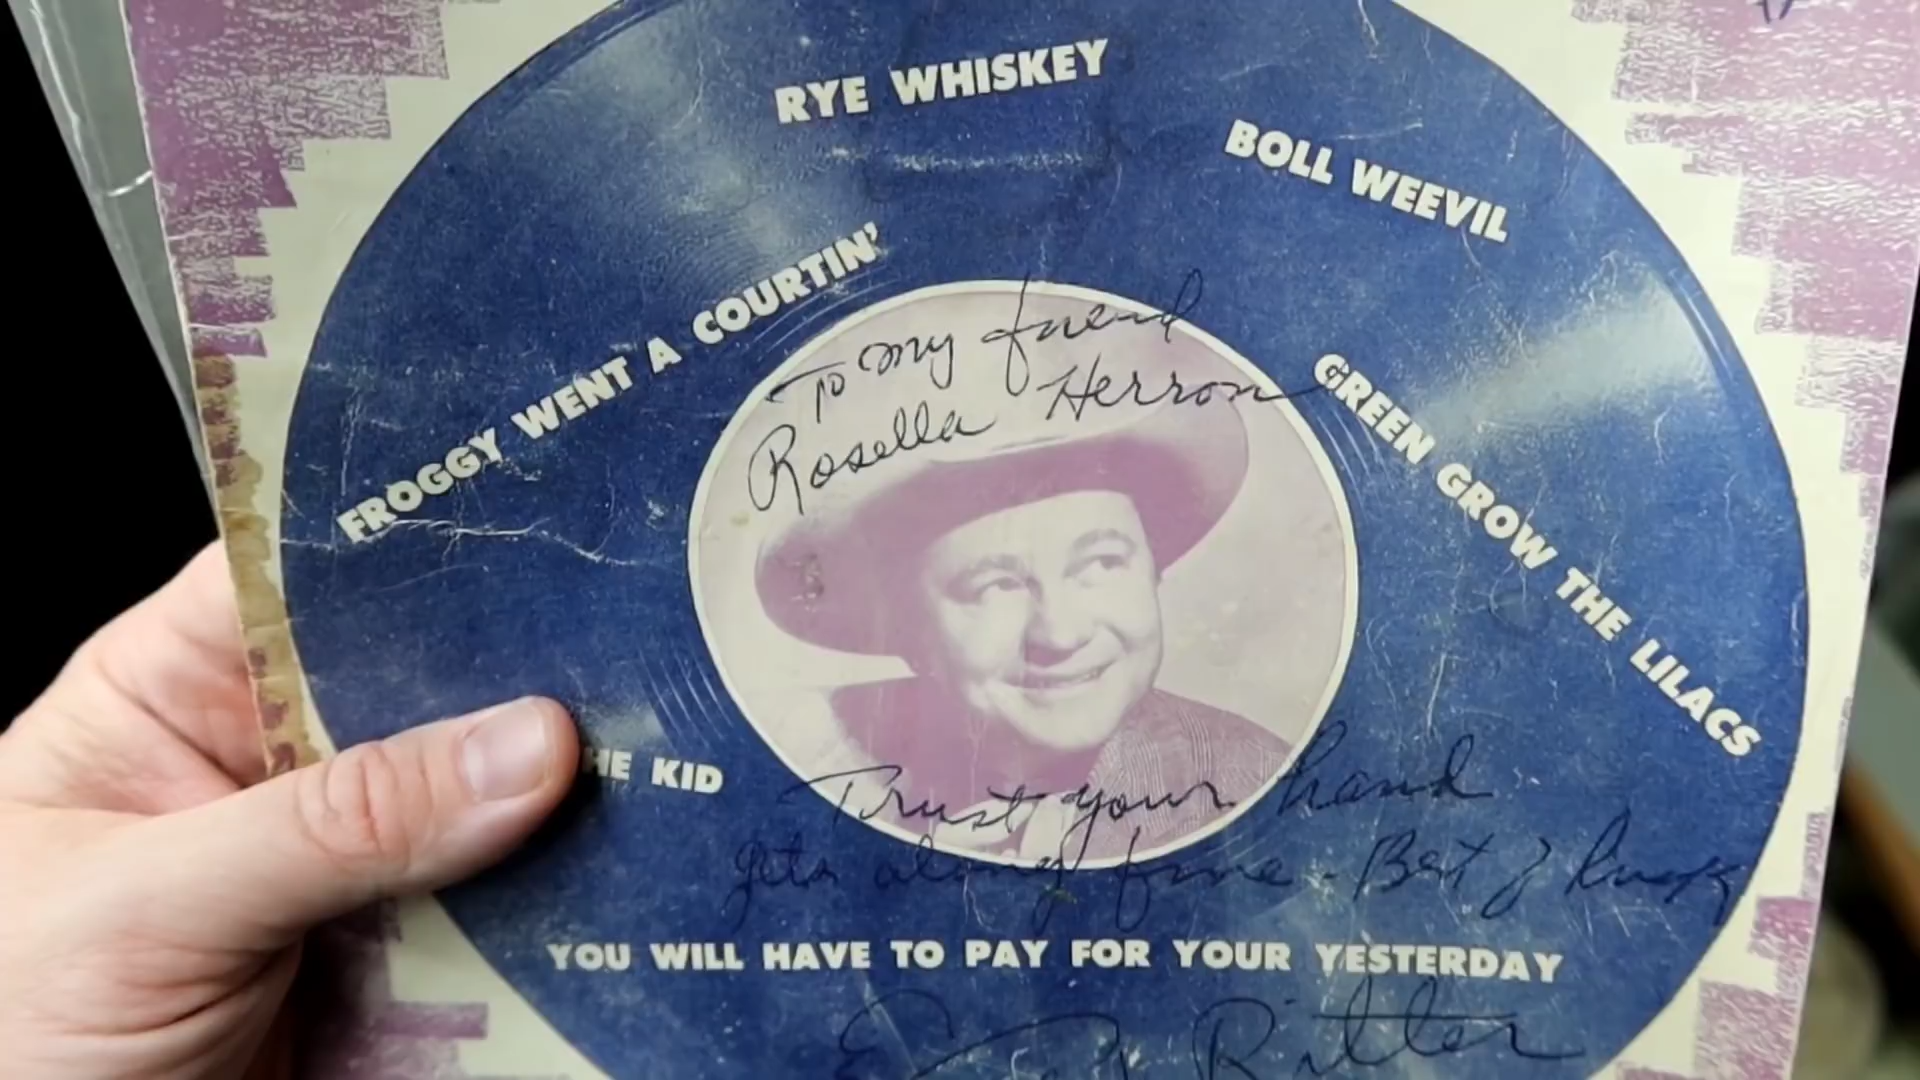 RYE WHISKEY
BOLL WEEVIL
FROGGY WENT A COURTIN'
GREEN GROW THE LILACS
To my friend
Rosella Herron
HE KID
Trust your hand
gets along fine. Best of luck
YOU WILL HAVE TO PAY FOR YOUR YESTERDAY
Ritter